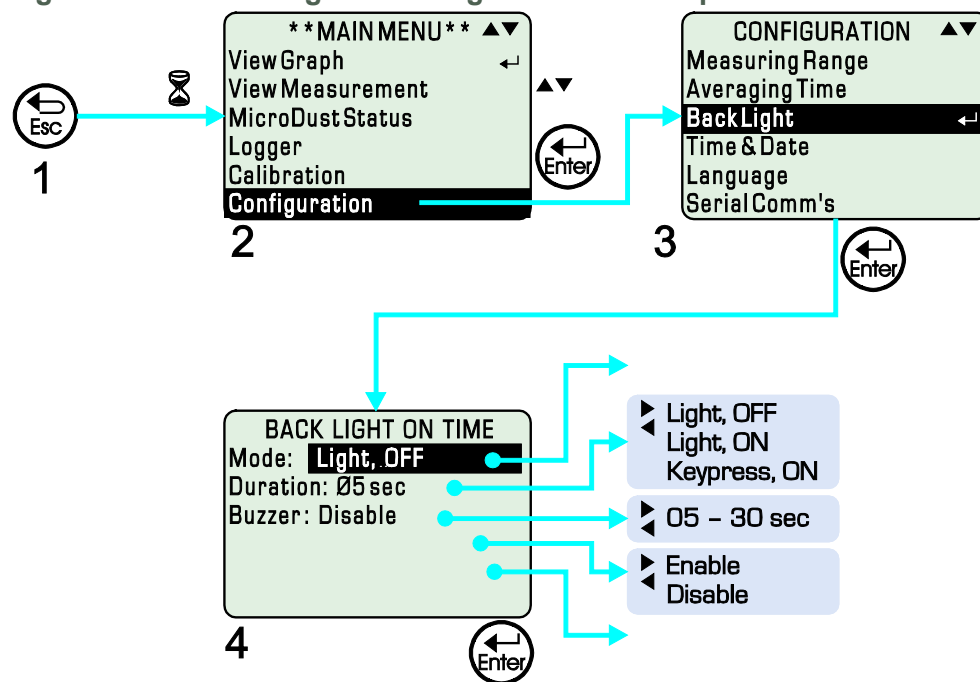 Esc
1
**MAIN MENU** ▲▼
View Graph ↵
View Measurement
MicroDust Status
Logger
Calibration
Configuration
2
▲▼
Enter
CONFIGURATION ▲▼
Measuring Range
Averaging Time
Back Light ↵
Time & Date
Language
Serial Comm's
3
Enter
BACK LIGHT ON TIME
Mode: Light, OFF
Duration: Ø5 sec
Buzzer: Disable
4
Enter
Light, OFF
Light, ON
Keypress, ON
05 – 30 sec
Enable
Disable